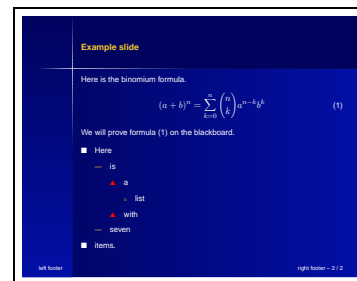 Example slide
Here is the binomium formula.
(a + b)^n = \sum_{k=0}^{n} \binom{n}{k} a^{n-k} b^k (1)
We will prove formula (1) on the blackboard.
■ Here
— is
▲ a
▫ list
▲ with
— seven
■ items.
left footer right footer – 2 / 2